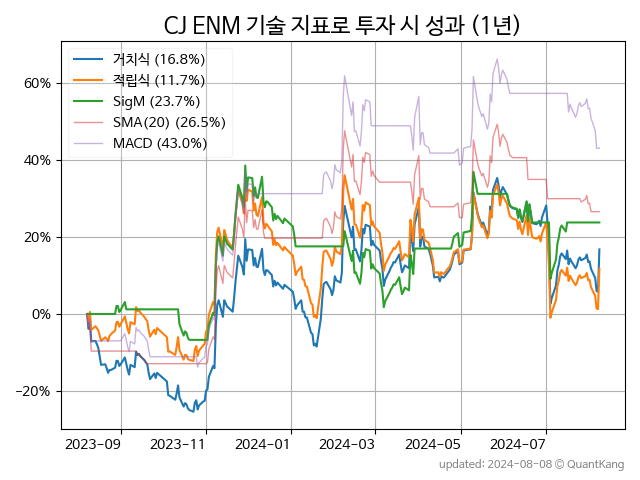 CJ ENM 기술 지표로 투자 시 성과 (1년)
거치식 (16.8%)
적립식 (11.7%)
SigM (23.7%)
SMA(20) (26.5%)
MACD (43.0%)
60%
40%
20%
0%
−20%
2023-09 2023-11 2024-01 2024-03 2024-05 2024-07
updated: 2024-08-08 © QuantKang